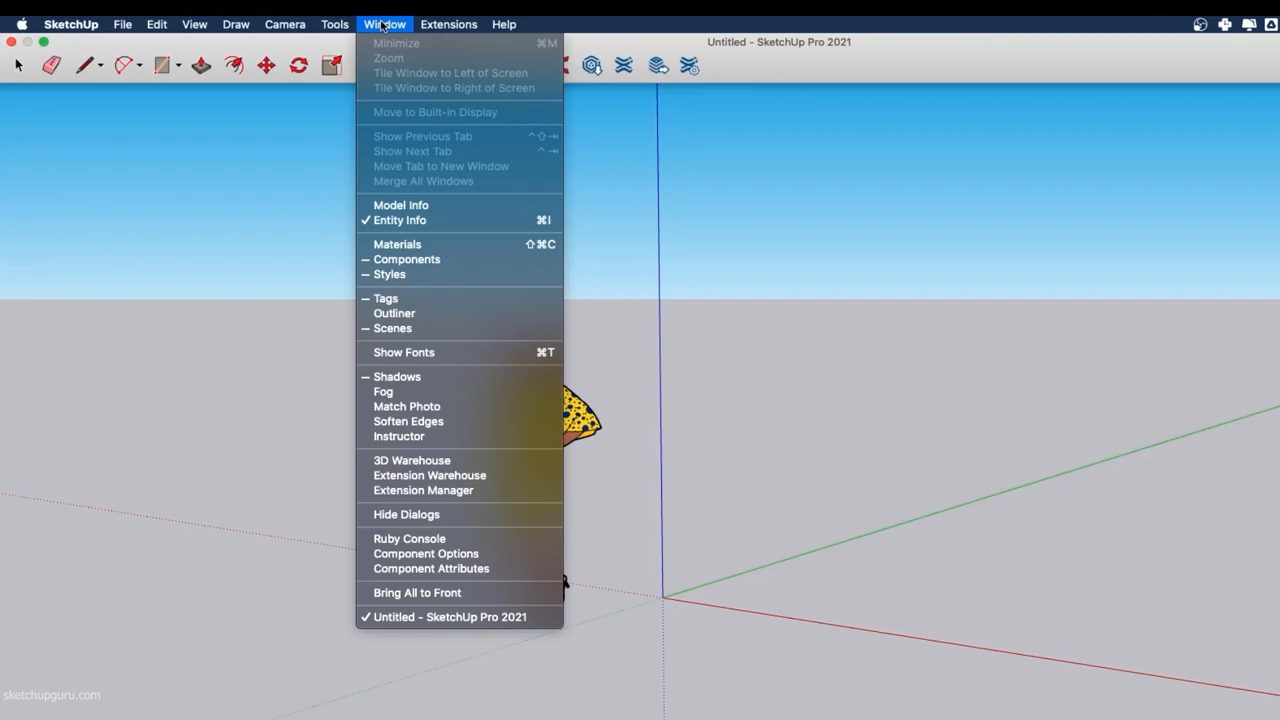 SketchUp File Edit View Draw Camera Tools Window Extensions Help
Untitled - SketchUp Pro 2021
Minimize ⌘M
Zoom
Tile Window to Left of Screen
Tile Window to Right of Screen
Move to Built-in Display
Show Previous Tab ^⇧⇥
Show Next Tab ^⇥
Move Tab to New Window
Merge All Windows
Model Info
✓ Entity Info ⌘I
Materials ⇧⌘C
– Components
– Styles
– Tags
Outliner
– Scenes
Show Fonts ⌘T
– Shadows
Fog
Match Photo
Soften Edges
Instructor
3D Warehouse
Extension Warehouse
Extension Manager
Hide Dialogs
Ruby Console
Component Options
Component Attributes
Bring All to Front
✓ Untitled - SketchUp Pro 2021
sketchupguru.com